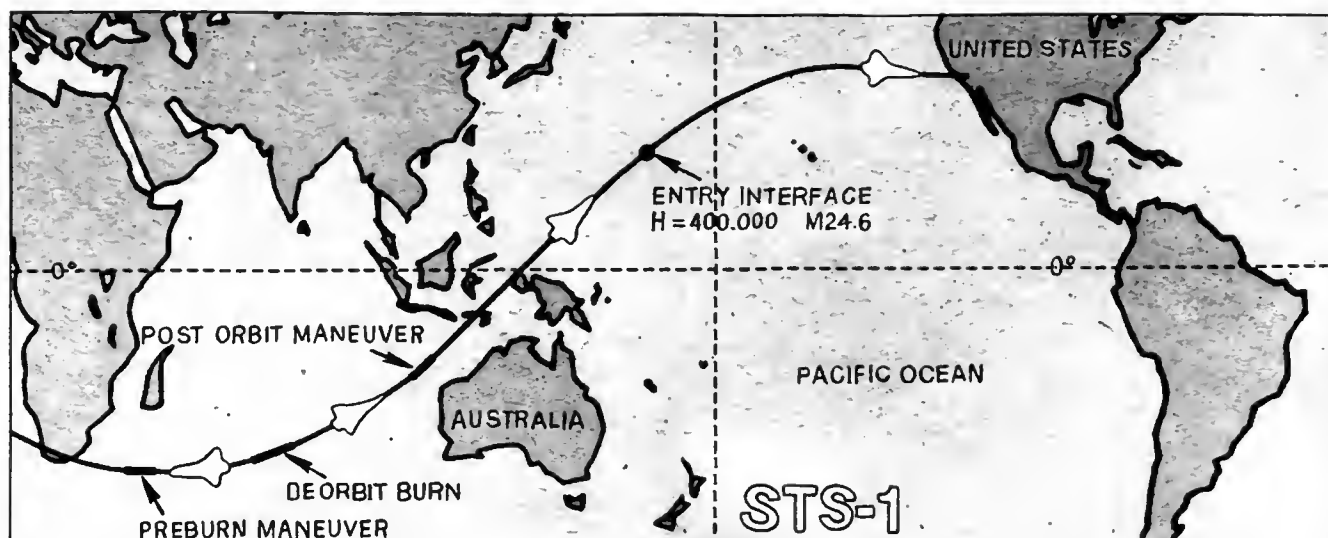 UNITED STATES
ENTRY INTERFACE
H=400.000 M24.6
0°
0°
POST ORBIT MANEUVER
PACIFIC OCEAN
AUSTRALIA
DEORBIT BURN
STS-1
PREBURN MANEUVER